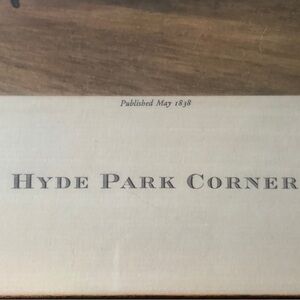 Published May 1838
HYDE PARK CORNER